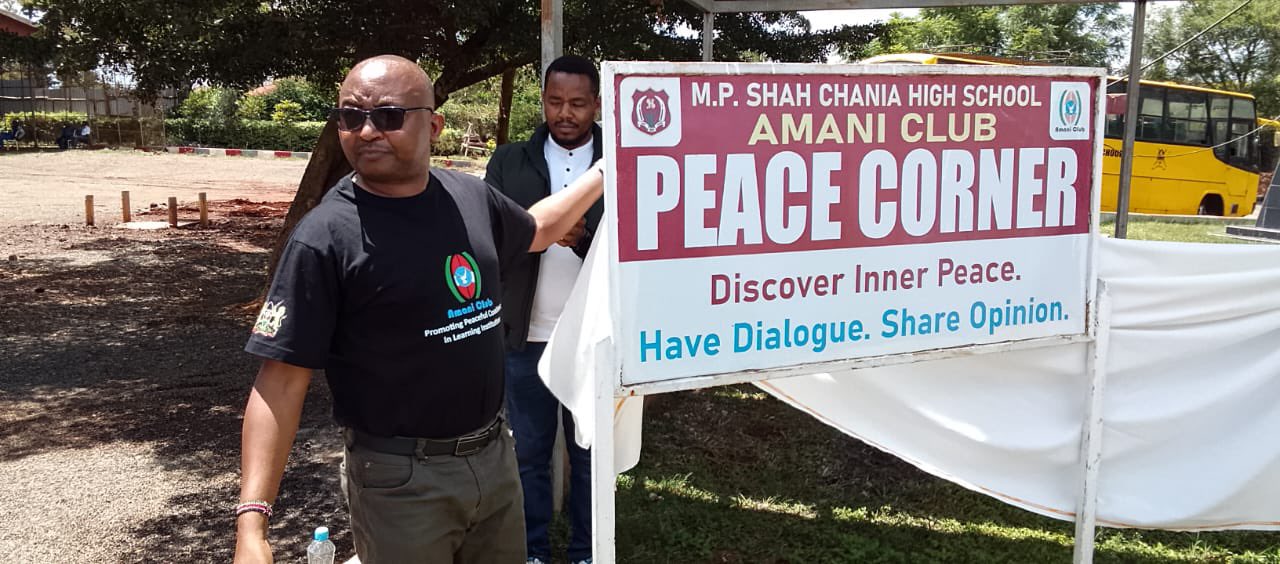 M.P. SHAH CHANIA HIGH SCHOOL
AMANI CLUB
PEACE CORNER
Discover Inner Peace.
Have Dialogue. Share Opinion.
Amani Club
Amani Club
Promoting Peaceful
in Learning